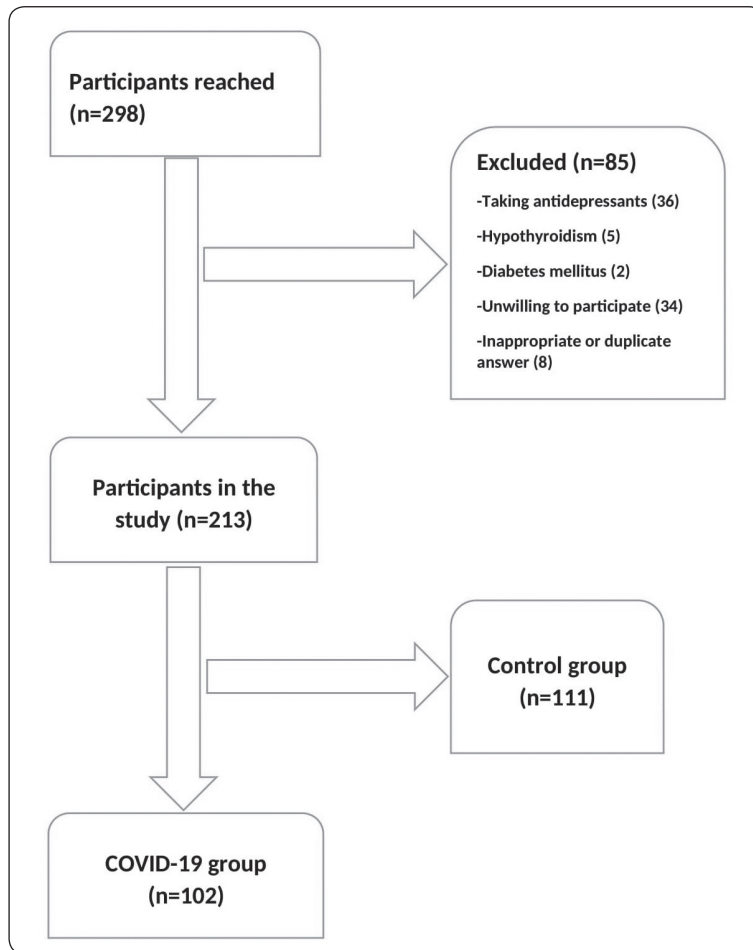 Participants reached
(n=298)
Excluded (n=85)
-Taking antidepressants (36)
-Hypothyroidism (5)
-Diabetes mellitus (2)
-Unwilling to participate (34)
-Inappropriate or duplicate
answer (8)
Participants in the
study (n=213)
Control group
(n=111)
COVID-19 group
(n=102)